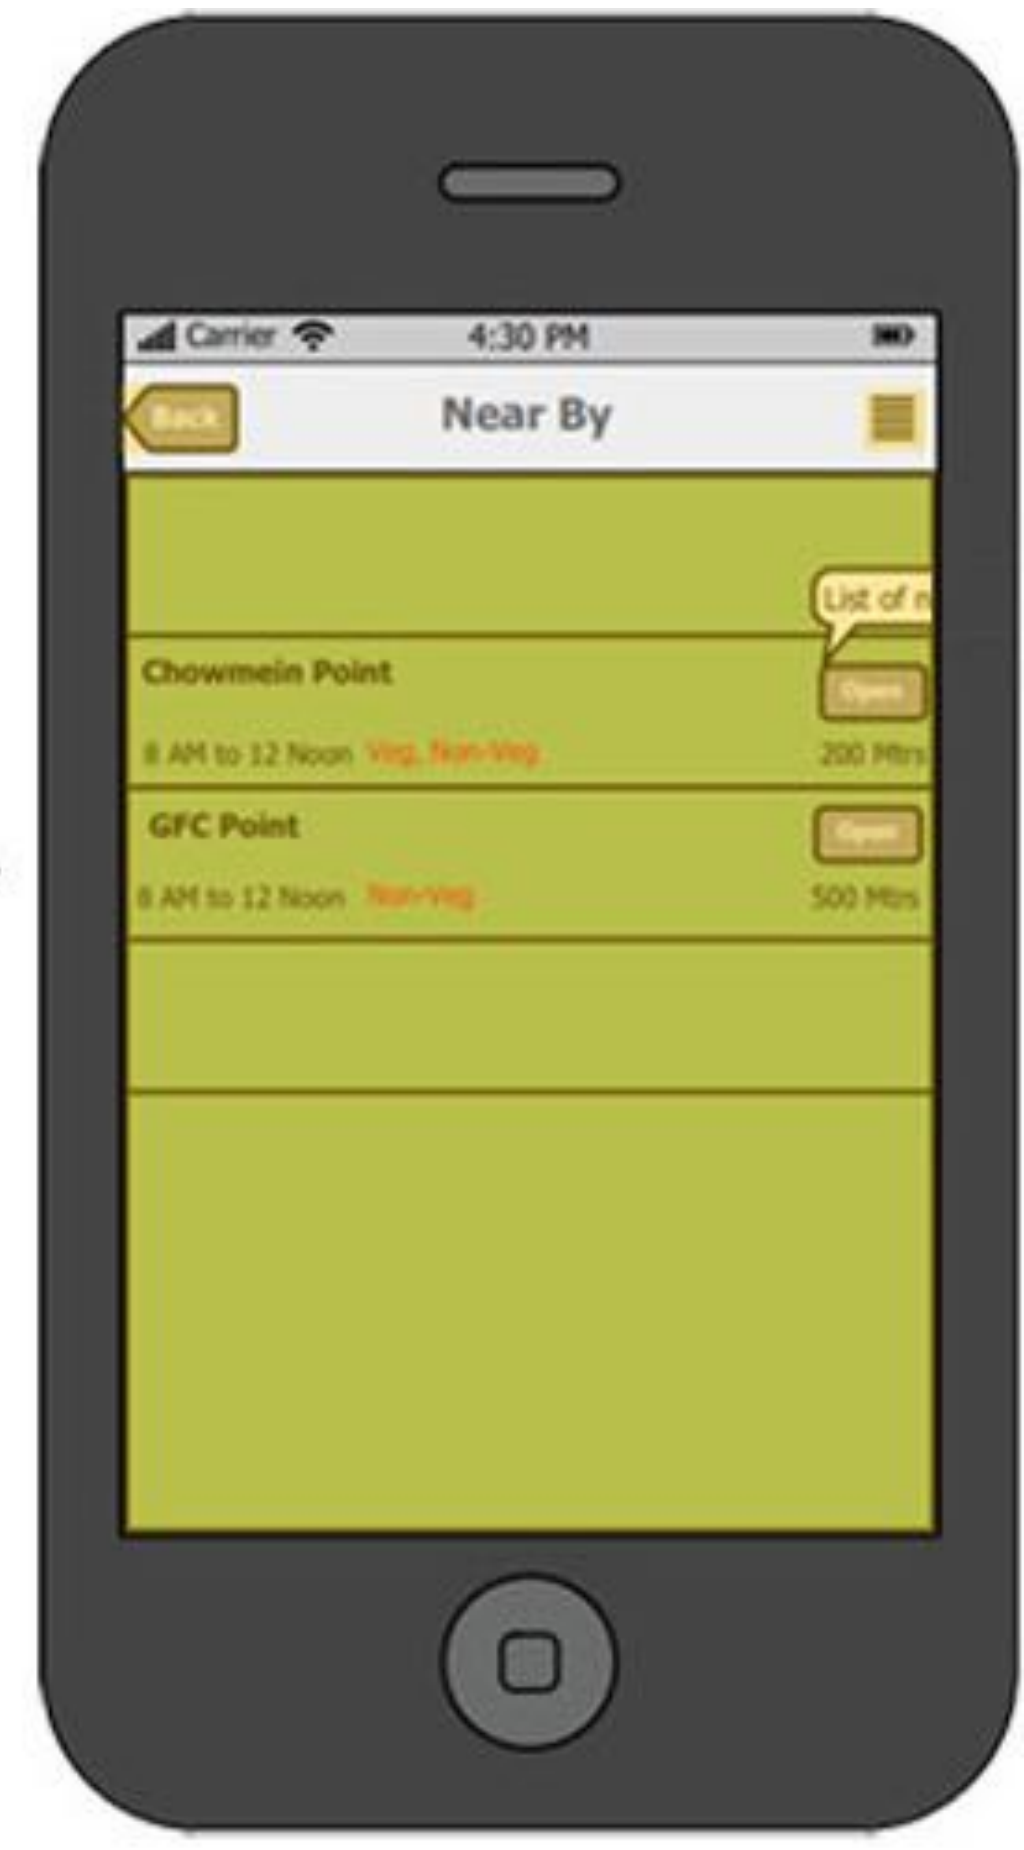 Carrier 4:30 PM
Back Near By
List of n
Chowmein Point Open
8 AM to 12 Noon Veg, Non-Veg 200 Mtrs
GFC Point Open
8 AM to 12 Noon Non-veg 500 Mtrs